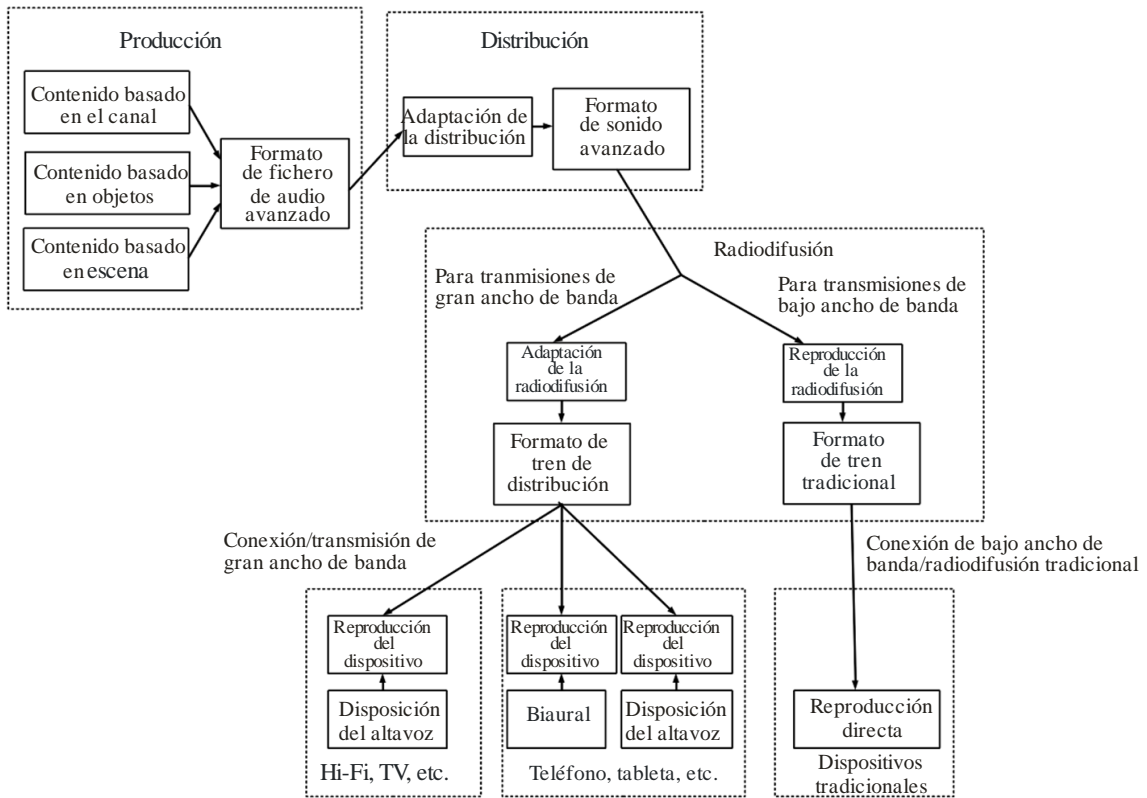 Producción
Contenido basado
en el canal
Contenido basado
en objetos
Contenido basado
en escena
Formato
de fichero
de audio
avanzado
Distribución
Adaptación de
la distribución
Formato
de sonido
avanzado
Radiodifusión
Para tranmisiones de
gran ancho de banda
Para transmisiones de
bajo ancho de banda
Adaptación
de la
radiodifusión
Reproducción
de la
radiodifusión
Formato de
tren de
distribución
Formato
de tren
tradicional
Conexión/transmisión de
gran ancho de banda
Conexión de bajo ancho de
banda/radiodifusión tradicional
Reproducción
del
dispositivo
Disposición
del altavoz
Hi-Fi, TV, etc.
Reproducción
del
dispositivo
Biaural
Reproducción
del
dispositivo
Disposición
del altavoz
Teléfono, tableta, etc.
Reproducción
directa
Dispositivos
tradicionales